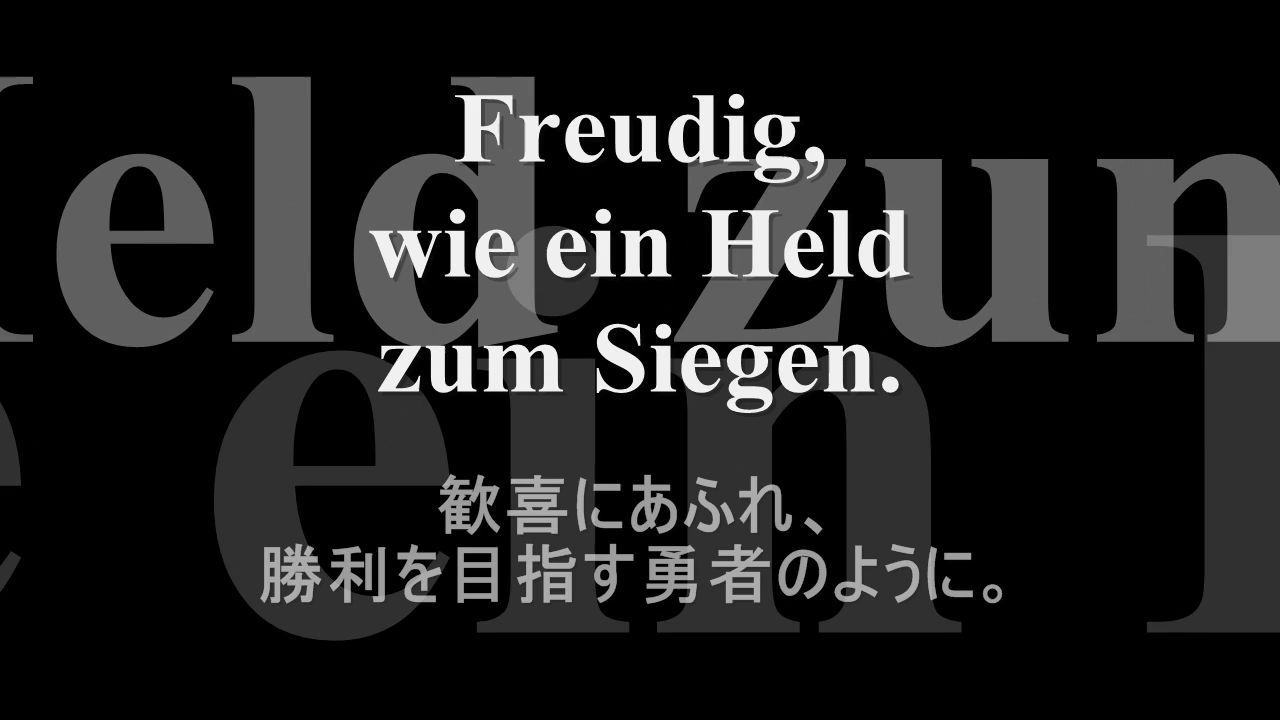 Freudig,
wie ein Held
zum Siegen.
歓喜にあふれ、
勝利を目指す勇者のように。